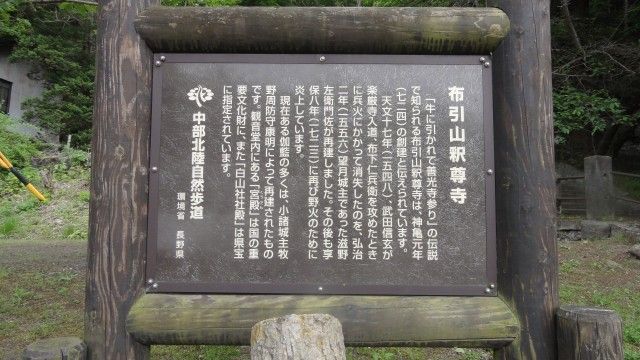 布引山釈尊寺
「牛に引かれて善光寺参り」の伝説
で知られる布引山釈尊寺は、神亀元年
(七二四)の創建と伝えられています。
天文十七年(一五四八)、武田信玄が
楽厳寺入道、布下仁兵衛を攻めたとき
に兵火にかかって消失したのを、弘治
二年(一五五六)望月城主であった滋野
左衛門佐が再建しました。その後も享
保八年(一七二三)に再び野火のために
炎上しています。
現在ある伽藍の多くは、小諸城主牧
野周防守康明によって再建されたもの
です。観音堂内にある「宮殿」は国の重
要文化財に、また「白山社社殿」は県宝
に指定されています。
中部北陸自然歩道
環境省 長野県